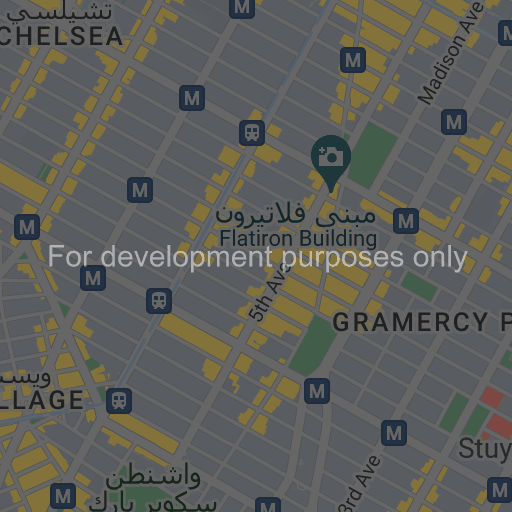 تشيلسي
CHELSEA
Madison Ave
مبنى فلاتيرون
Flatiron Building
For development purposes only
5th Ave
GRAMERCY P
ويست
LLAGE
Stuy
واشنطن
سكوير بارك
3rd Ave
M
M
M
M
M
M
M
M
M
M
M
M
M